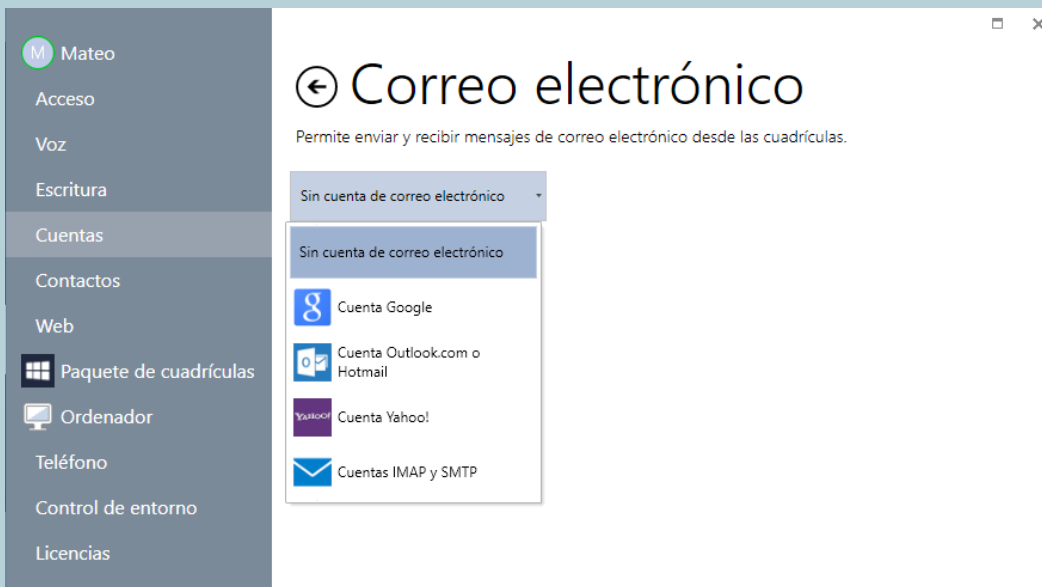 M Mateo
Acceso
Voz
Escritura
Cuentas
Contactos
Web
Paquete de cuadrículas
Ordenador
Teléfono
Control de entorno
Licencias
Correo electrónico
Permite enviar y recibir mensajes de correo electrónico desde las cuadrículas.
Sin cuenta de correo electrónico
Sin cuenta de correo electrónico
8 Cuenta Google
o Cuenta Outlook.com o
Hotmail
YAHOO! Cuenta Yahoo!
Cuentas IMAP y SMTP